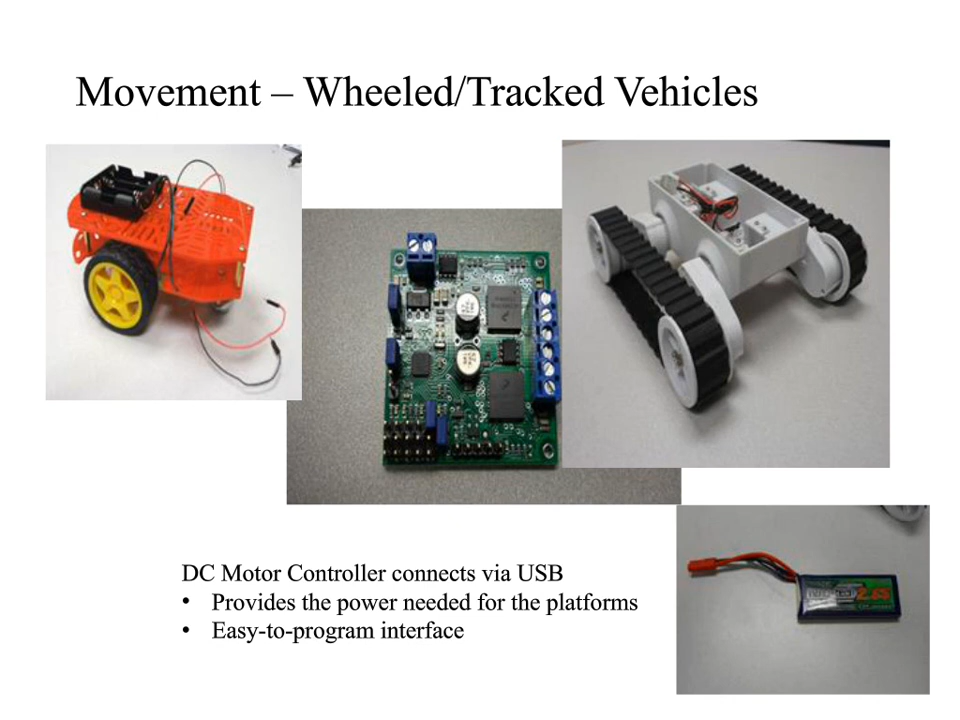 Movement – Wheeled/Tracked Vehicles
DC Motor Controller connects via USB
• Provides the power needed for the platforms
• Easy-to-program interface